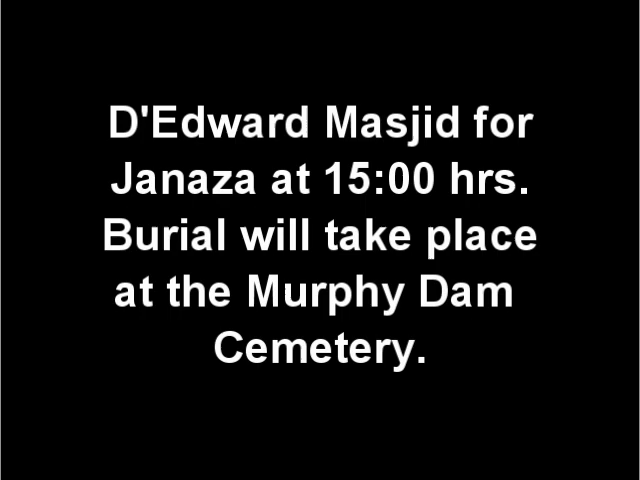 D'Edward Masjid for
Janaza at 15:00 hrs.
Burial will take place
at the Murphy Dam
Cemetery.